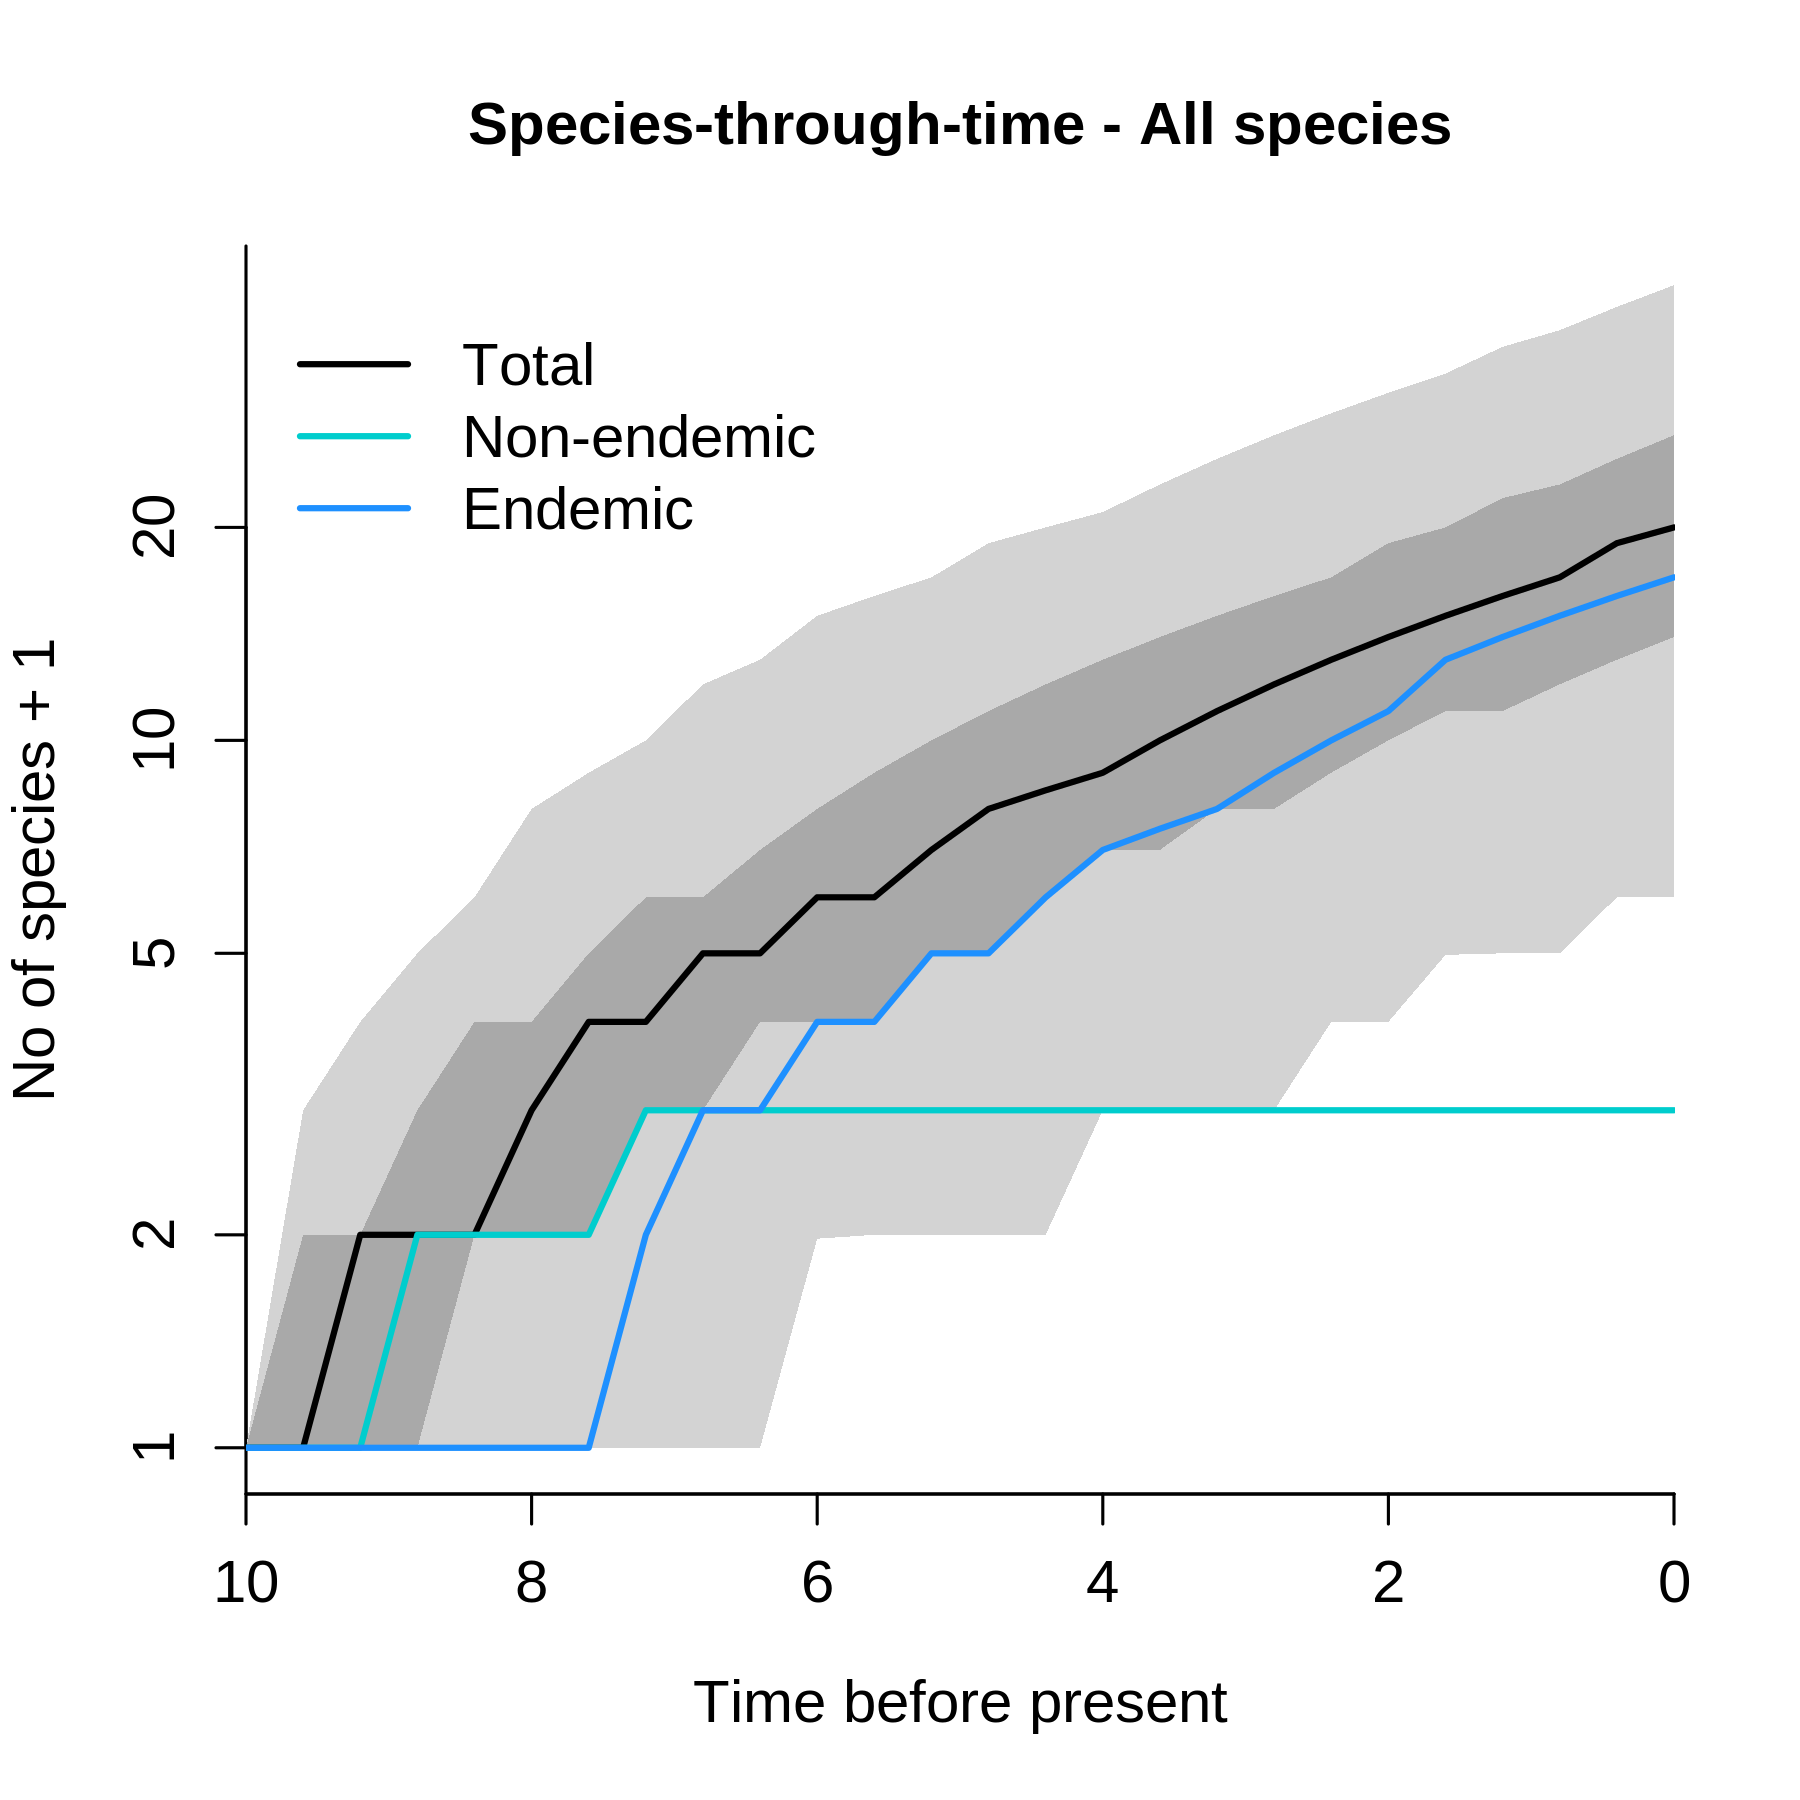 Species-through-time - All species
Total
Non-endemic
Endemic
No of species + 1
20
10
5
2
1
10 8 6 4 2 0
Time before present